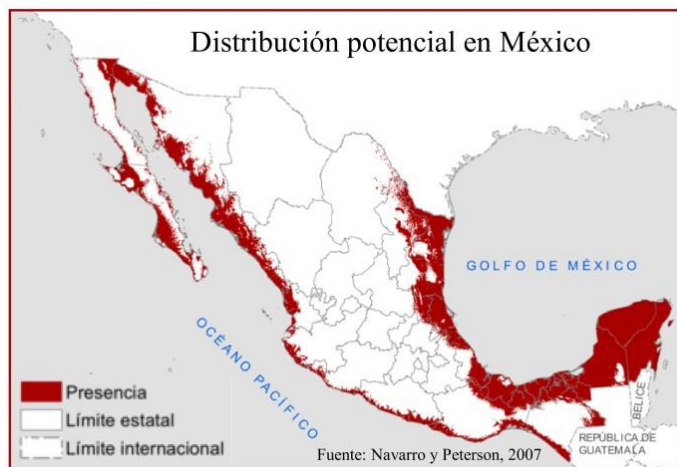 Distribución potencial en México
GOLFO DE MÉXICO
OCÉANO PACÍFICO
BELICE
REPÚBLICA DE
GUATEMALA
Presencia
Límite estatal
Límite internacional
Fuente: Navarro y Peterson, 2007